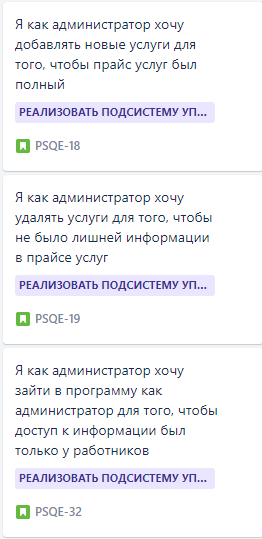 Я как администратор хочу
добавлять новые услуги для
того, чтобы прайс услуг был
полный
РЕАЛИЗОВАТЬ ПОДСИСТЕМУ УП...
PSQE-18
Я как администратор хочу
удалять услуги для того, чтобы
не было лишней информации
в прайсе услуг
РЕАЛИЗОВАТЬ ПОДСИСТЕМУ УП...
PSQE-19
Я как администратор хочу
зайти в программу как
администратор для того, чтобы
доступ к информации был
только у работников
РЕАЛИЗОВАТЬ ПОДСИСТЕМУ УП...
PSQE-32